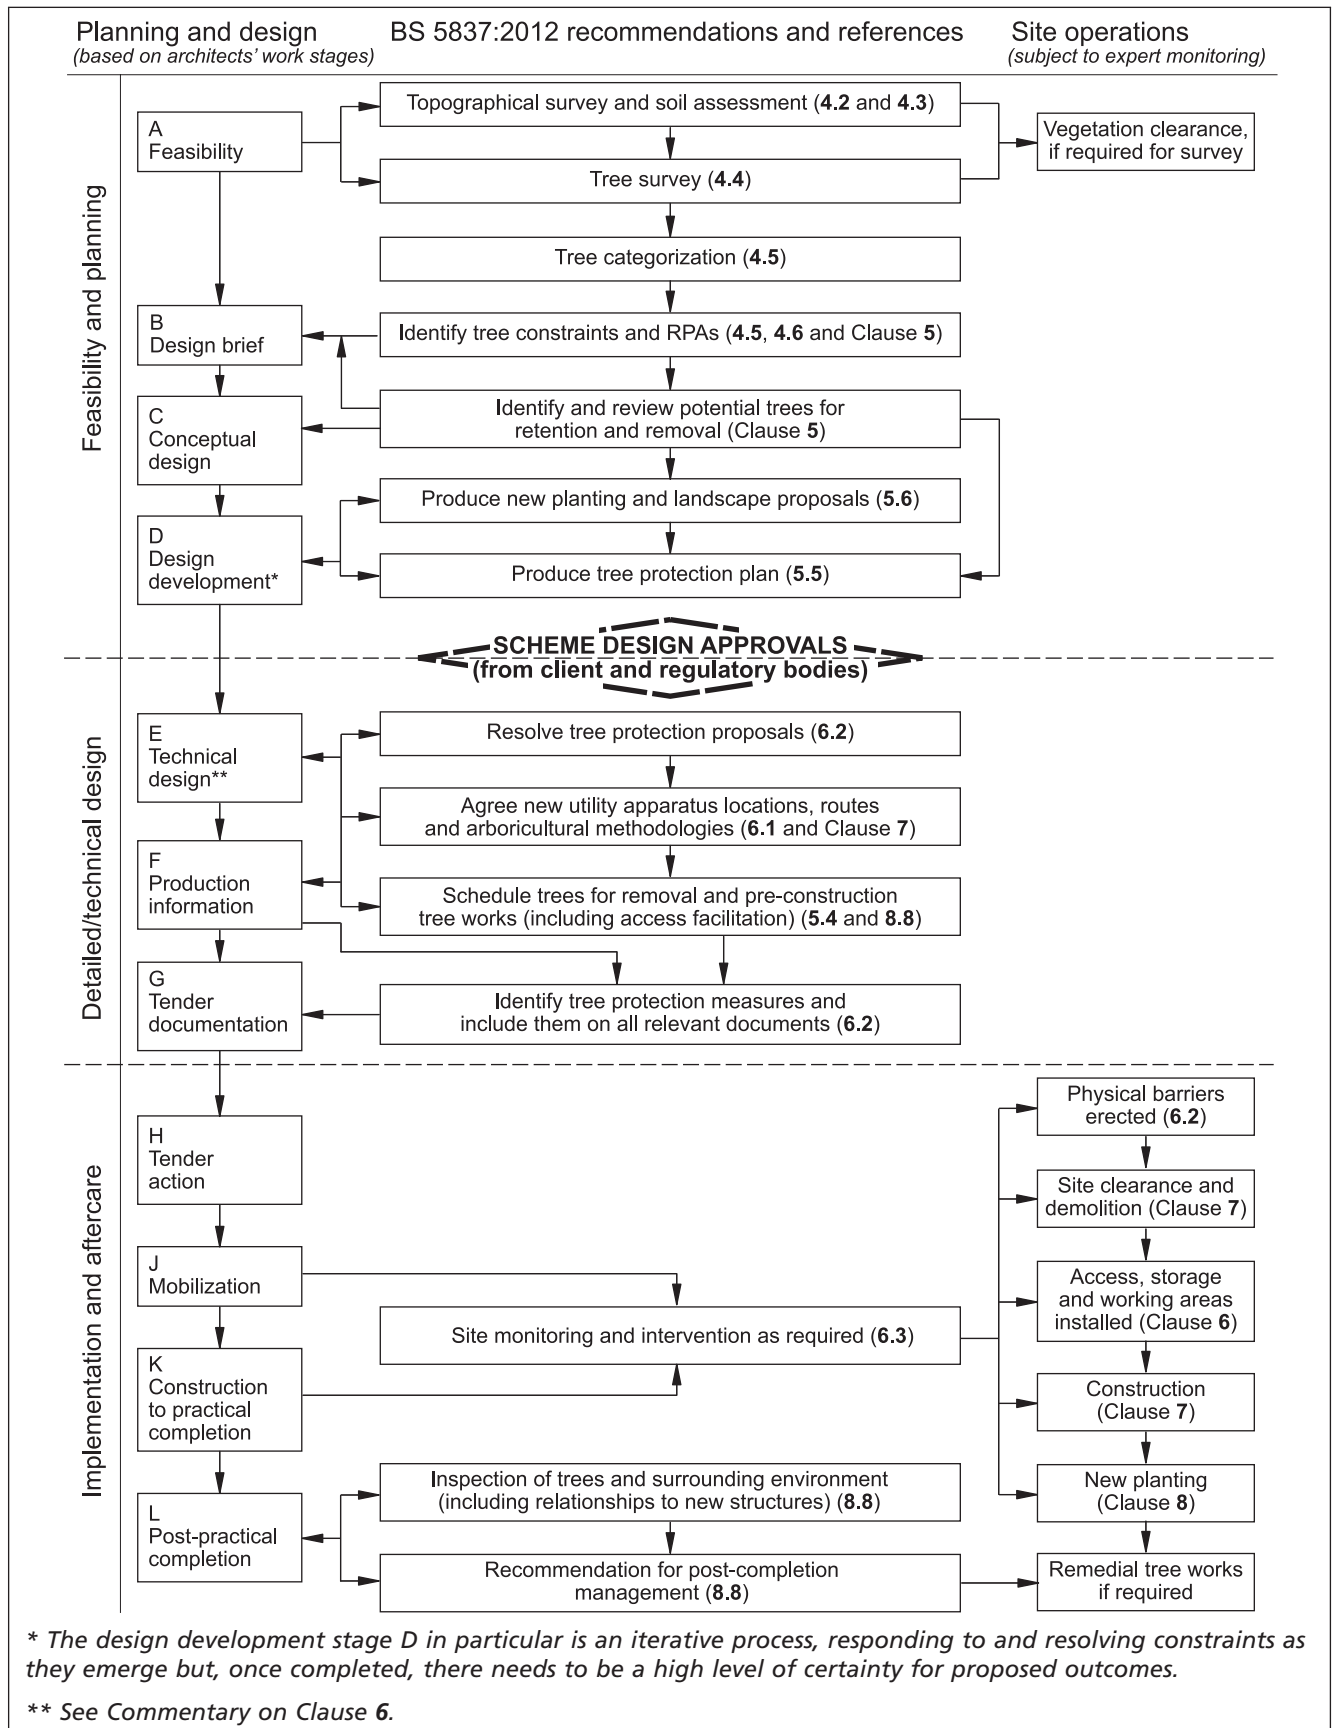 Planning and design
(based on architects' work stages)
BS 5837:2012 recommendations and references
Site operations
(subject to expert monitoring)
Feasibility and planning
A
Feasibility
Topographical survey and soil assessment (4.2 and 4.3)
Vegetation clearance,
if required for survey
Tree survey (4.4)
Tree categorization (4.5)
B
Design brief
Identify tree constraints and RPAs (4.5, 4.6 and Clause 5)
C
Conceptual
design
Identify and review potential trees for
retention and removal (Clause 5)
Produce new planting and landscape proposals (5.6)
D
Design
development*
Produce tree protection plan (5.5)
SCHEME DESIGN APPROVALS
(from client and regulatory bodies)
Detailed/technical design
E
Technical
design**
Resolve tree protection proposals (6.2)
Agree new utility apparatus locations, routes
and arboricultural methodologies (6.1 and Clause 7)
F
Production
information
Schedule trees for removal and pre-construction
tree works (including access facilitation) (5.4 and 8.8)
G
Tender
documentation
Identify tree protection measures and
include them on all relevant documents (6.2)
Implementation and aftercare
H
Tender
action
Physical barriers
erected (6.2)
Site clearance and
demolition (Clause 7)
J
Mobilization
Access, storage
and working areas
installed (Clause 6)
Site monitoring and intervention as required (6.3)
K
Construction
to practical
completion
Construction
(Clause 7)
Inspection of trees and surrounding environment
(including relationships to new structures) (8.8)
New planting
(Clause 8)
L
Post-practical
completion
Recommendation for post-completion
management (8.8)
Remedial tree works
if required
* The design development stage D in particular is an iterative process, responding to and resolving constraints as
they emerge but, once completed, there needs to be a high level of certainty for proposed outcomes.
** See Commentary on Clause 6.